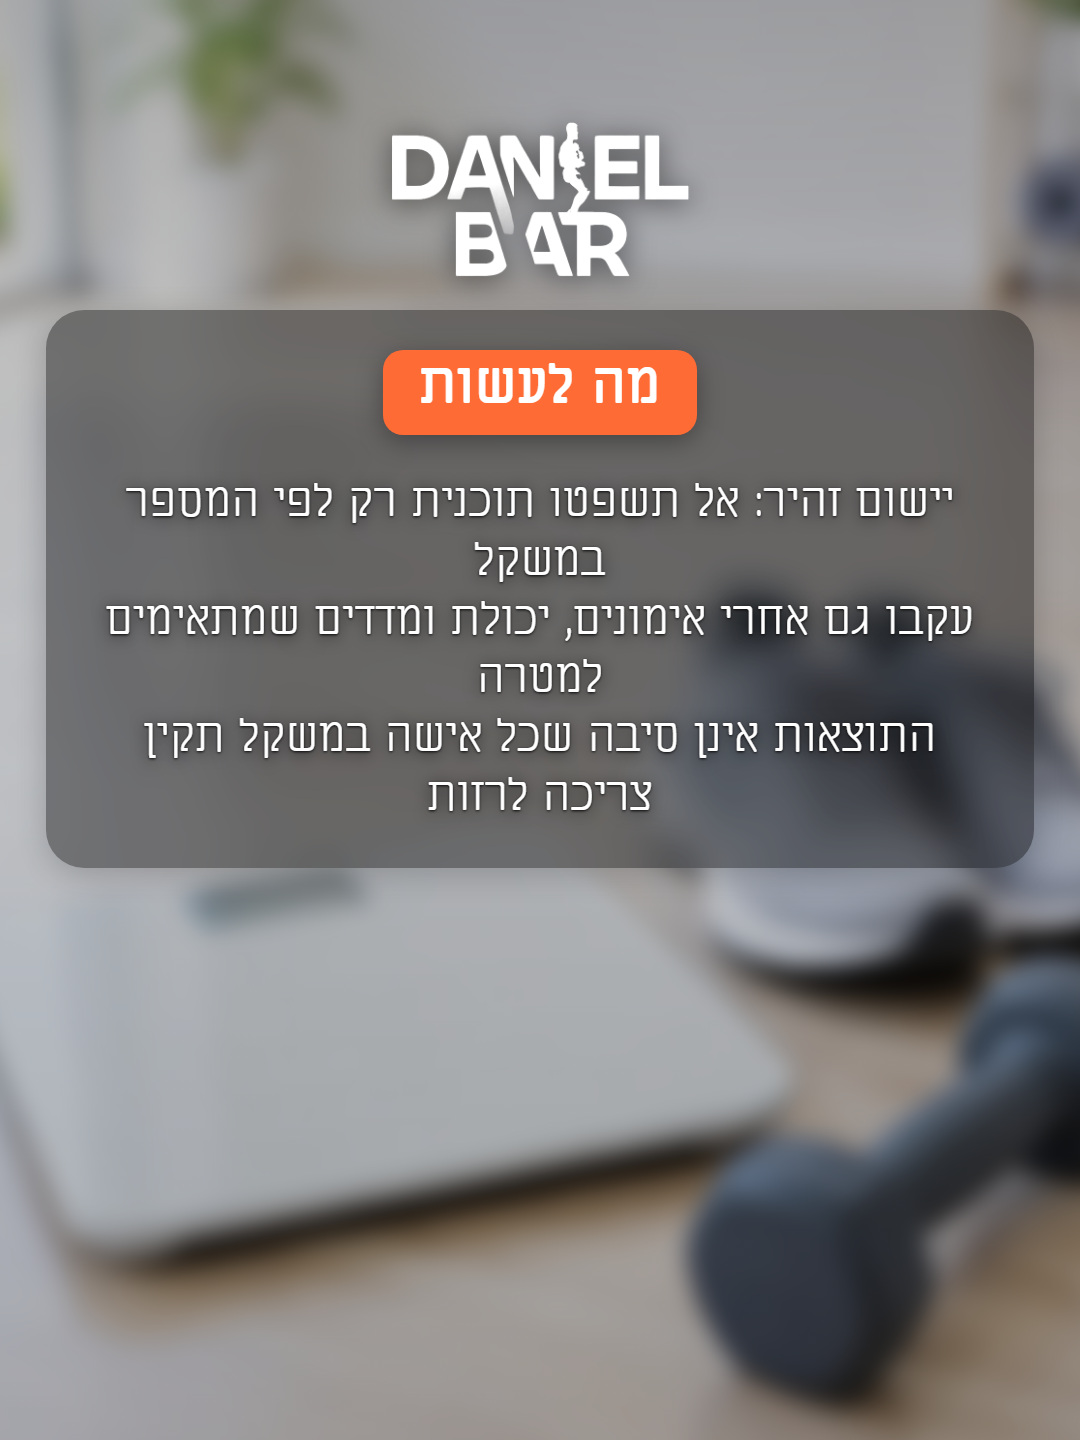 DANIEL
BAR
מה לעשות
יישום זהיר: אל תשפטו תוכנית רק לפי המספר
במשקל
עקבו גם אחרי אימונים, יכולת ומדדים שמתאימים
למטרה
התוצאות אינן סיבה שכל אישה במשקל תקין
צריכה לרזות